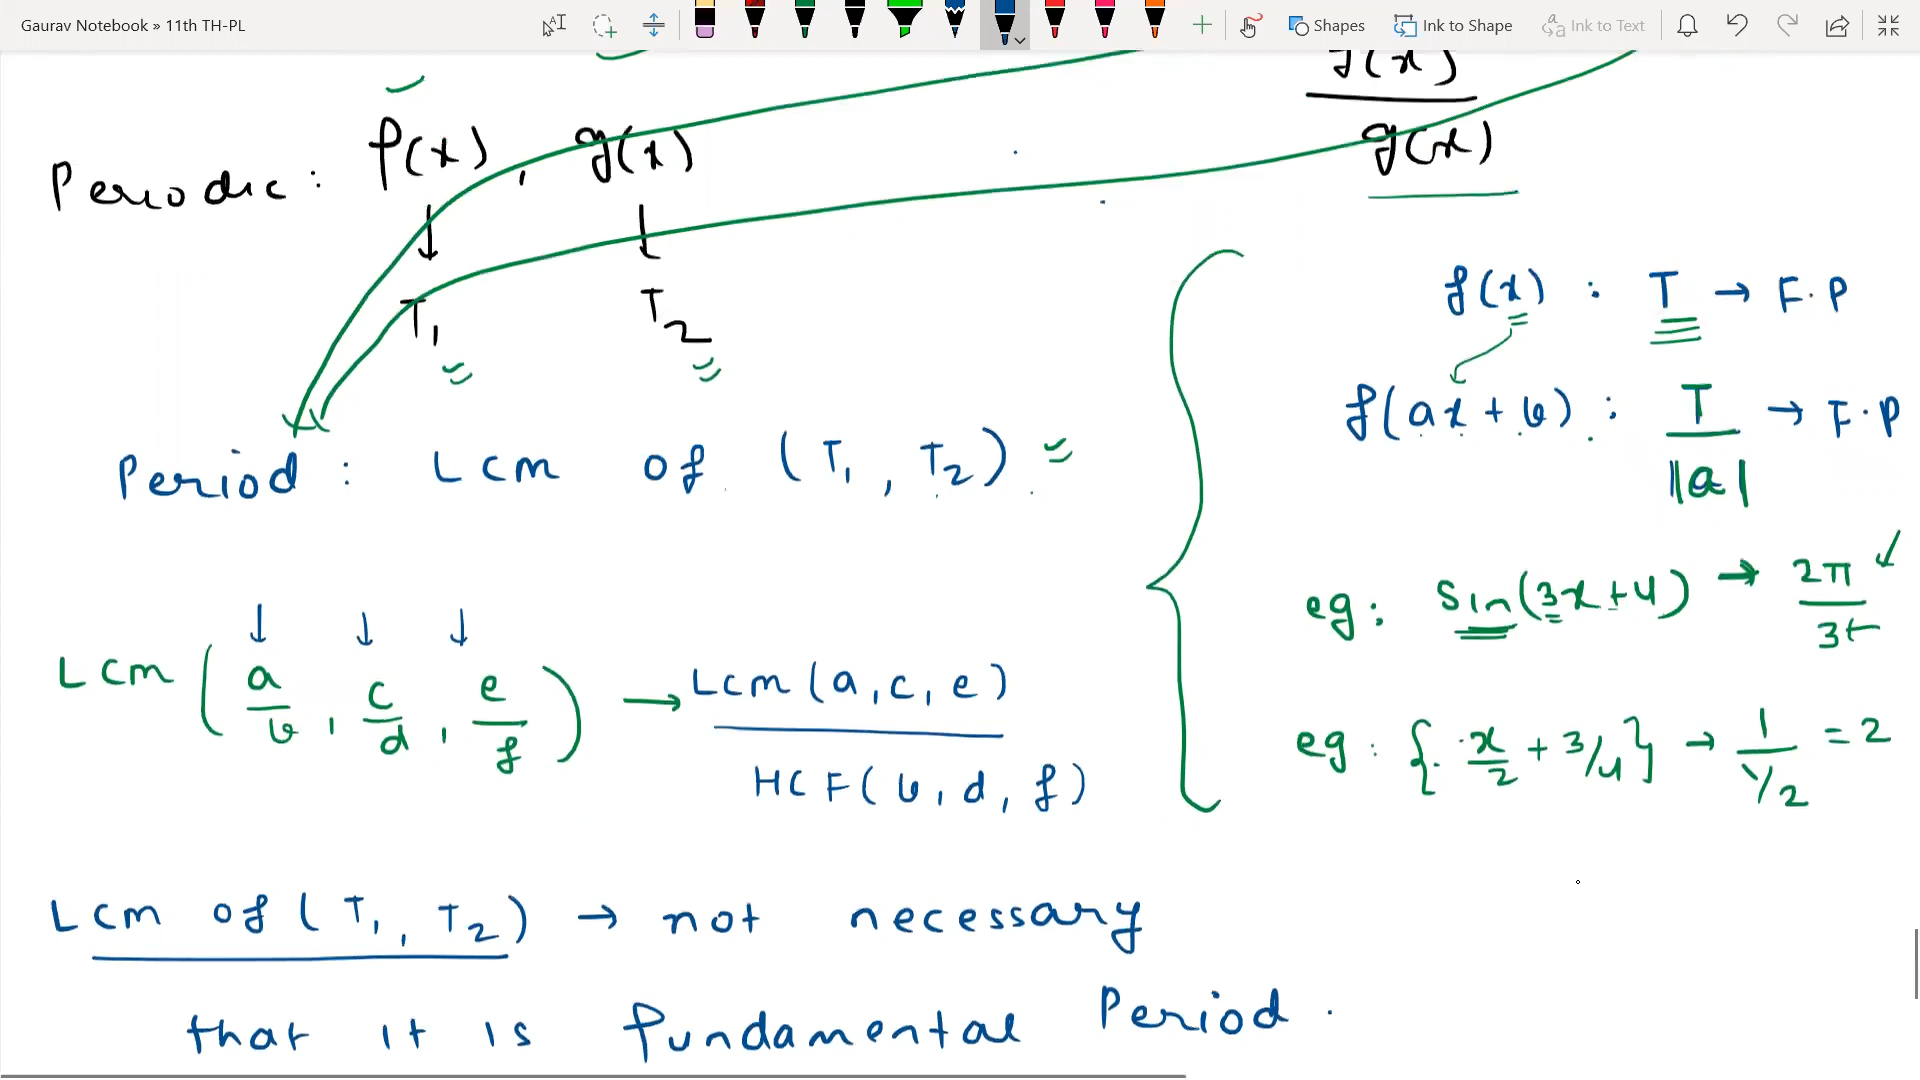 Gaurav Notebook » 11th TH-PL
Shapes
Ink to Shape
Ink to Text
f(x)
g(x)
Periodic : f(x) , g(x)
T1 T2
Period : Lcm of (T1 , T2)
Lcm (a/b , c/d , e/f) → Lcm (a, c, e) / HCF (b, d, f)
Lcm of (T1 , T2) → not necessary
that it is fundamental Period .
f(x) : T → F.P
f(ax+b) : T/|a| → F.P
eg : Sin(3x+4) → 2π/3
eg : {x/2 + 3/4} → 1/1/2 = 2